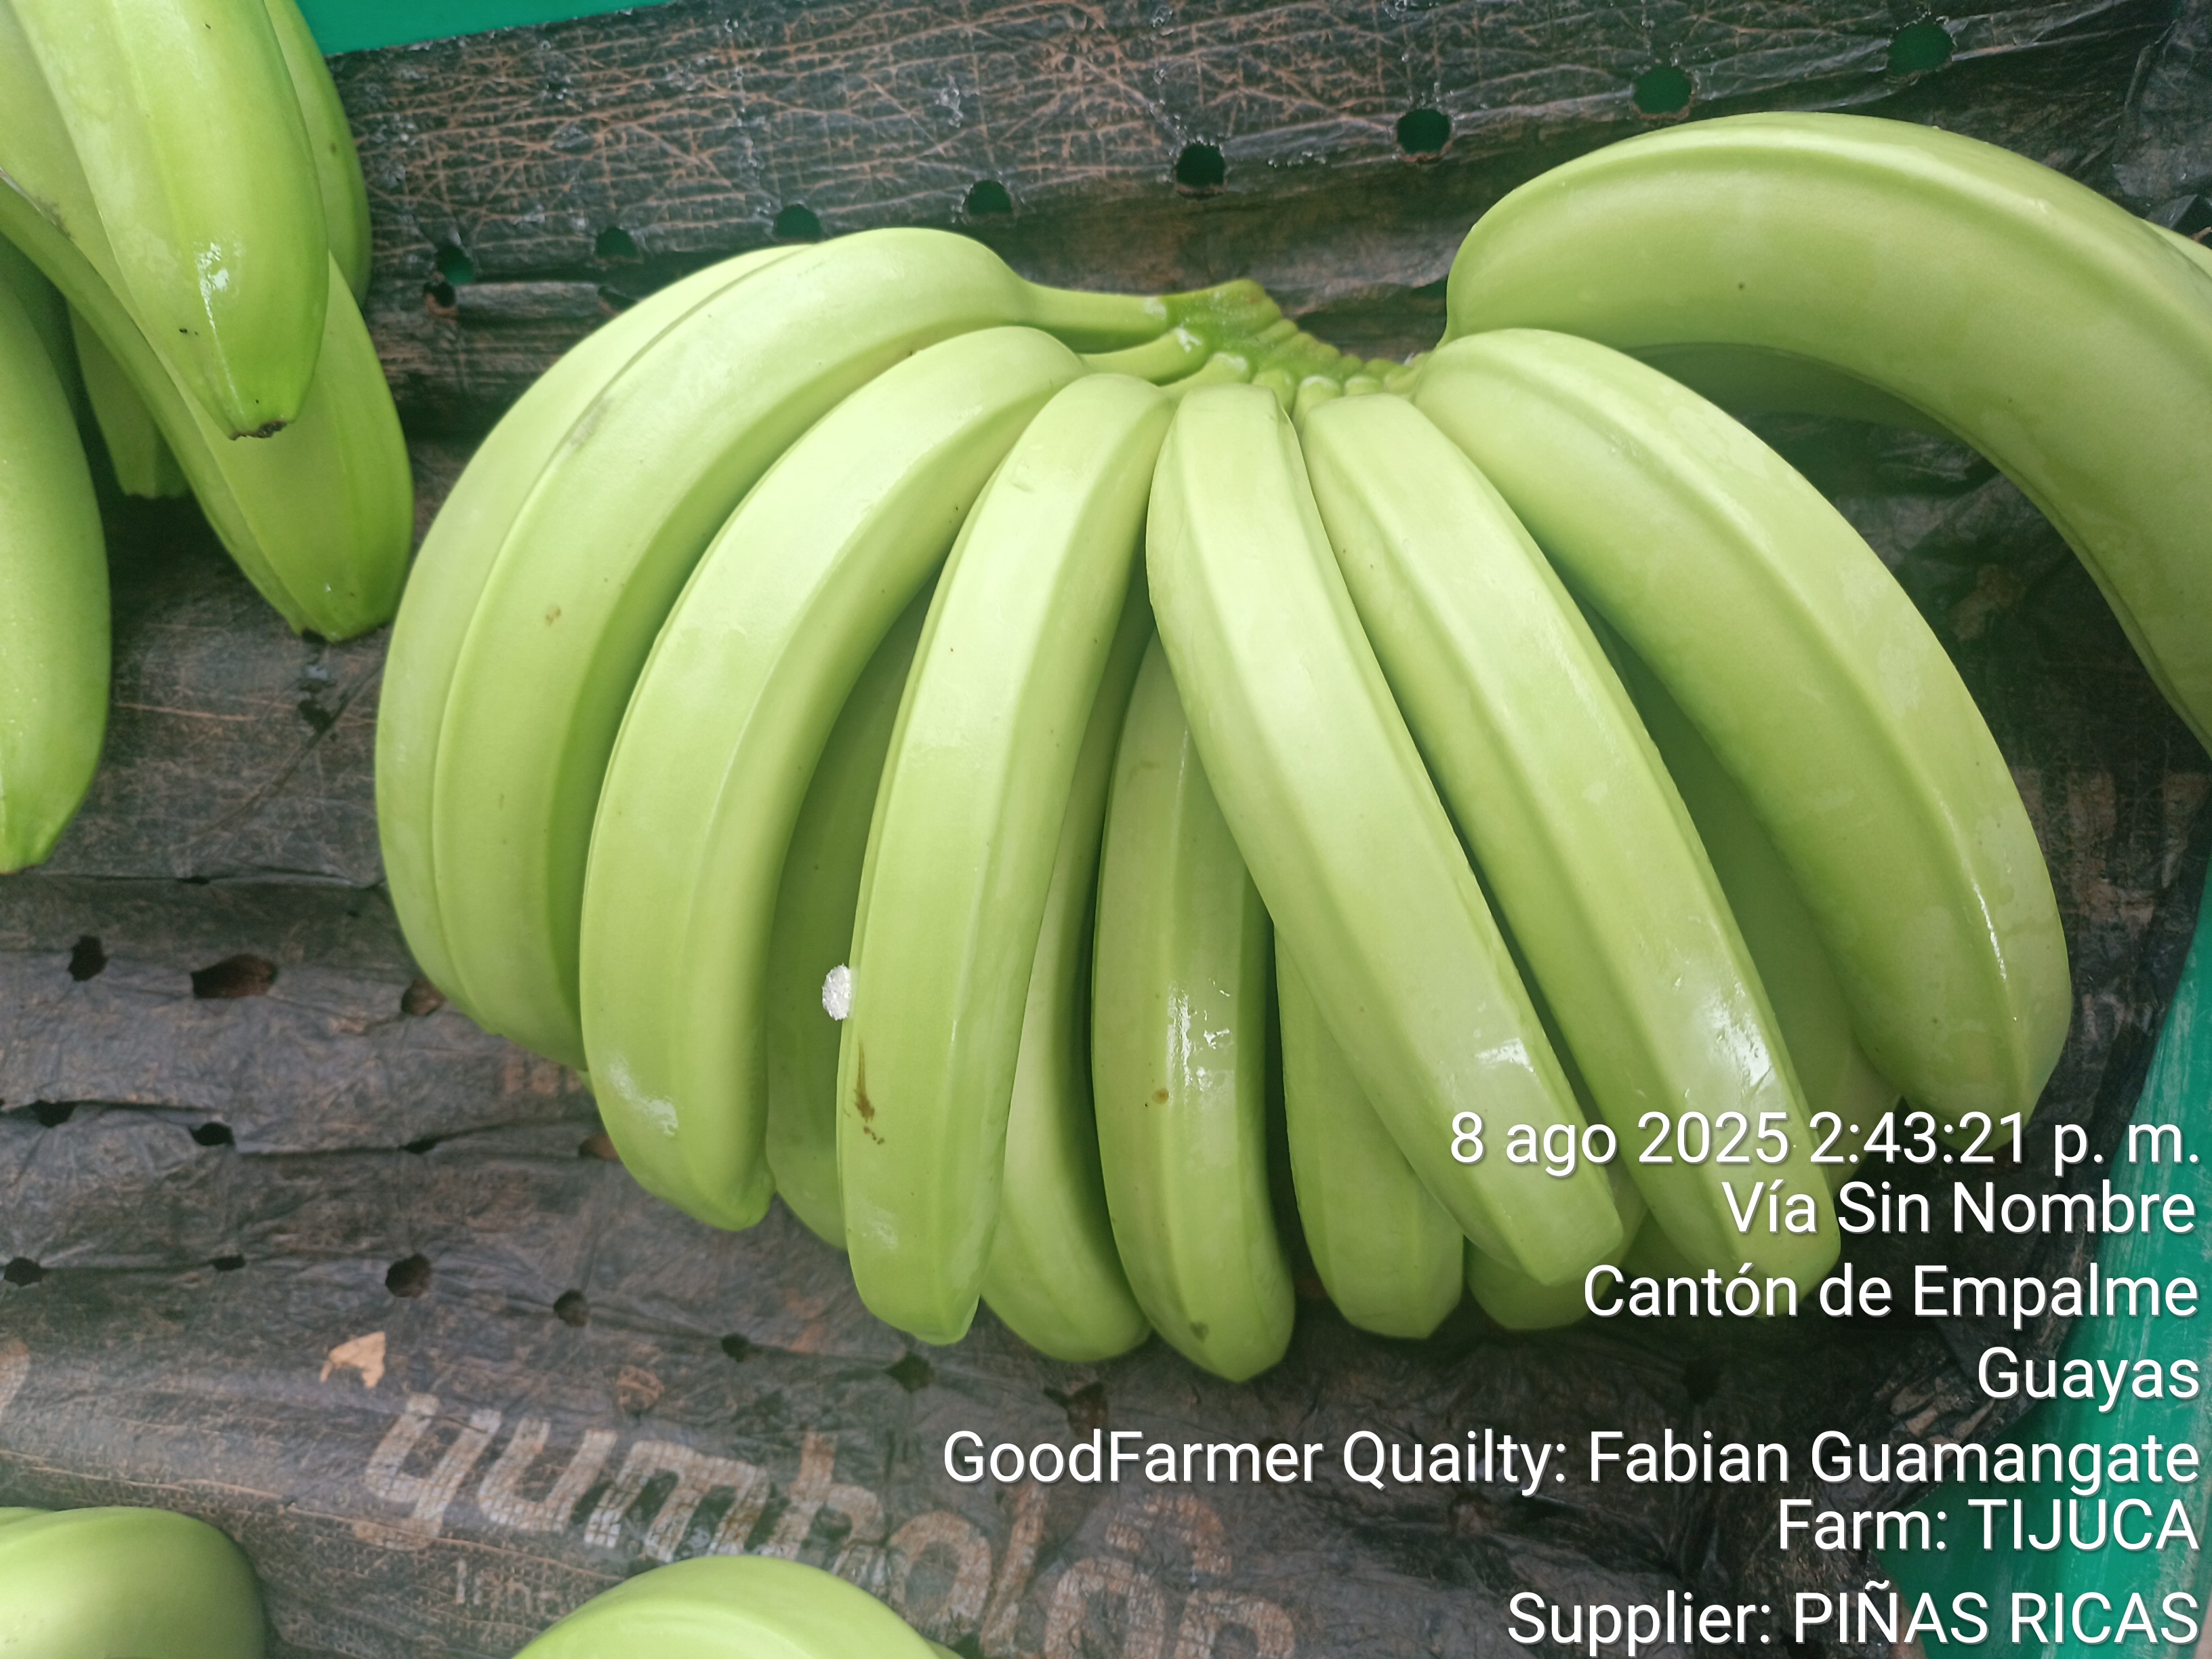 8 ago 2025 2:43:21 p. m.
Vía Sin Nombre
Cantón de Empalme
Guayas
GoodFarmer Quailty: Fabian Guamangate
Farm: TIJUCA
Supplier: PIÑAS RICAS